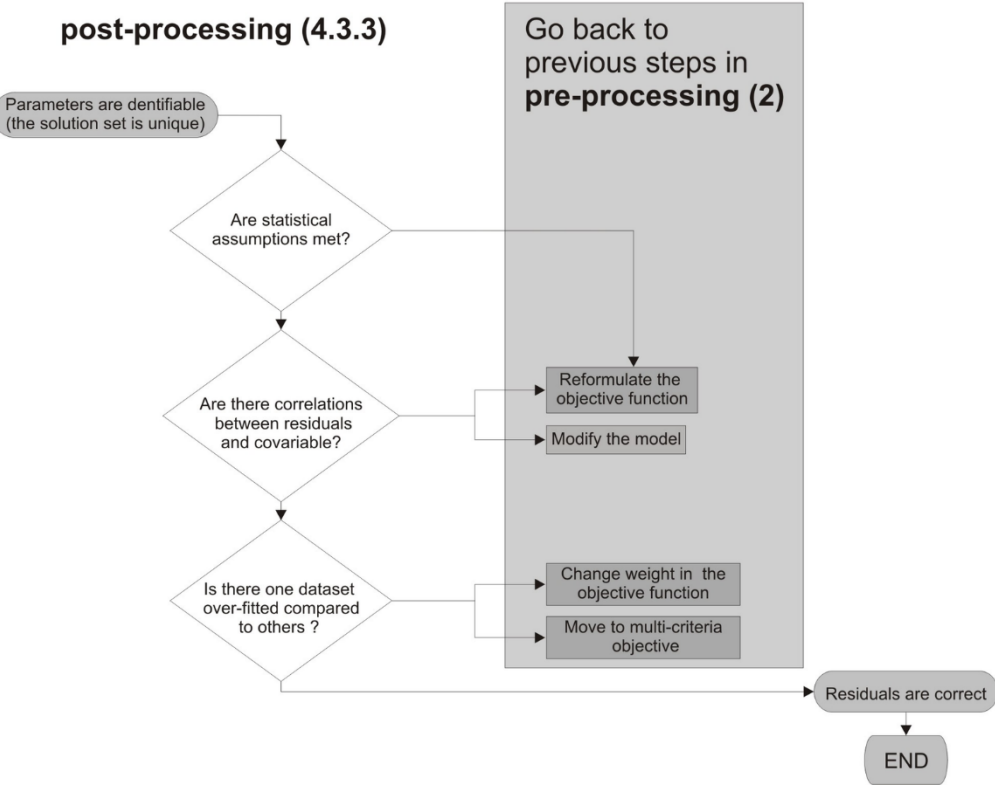 post-processing (4.3.3)
Go back to
previous steps in
pre-processing (2)
Parameters are dentifiable
(the solution set is unique)
Are statistical
assumptions met?
Reformulate the
objective function
Are there correlations
between residuals
and covariable?
Modify the model
Is there one dataset
over-fitted compared
to others ?
Change weight in the
objective function
Move to multi-criteria
objective
Residuals are correct
END